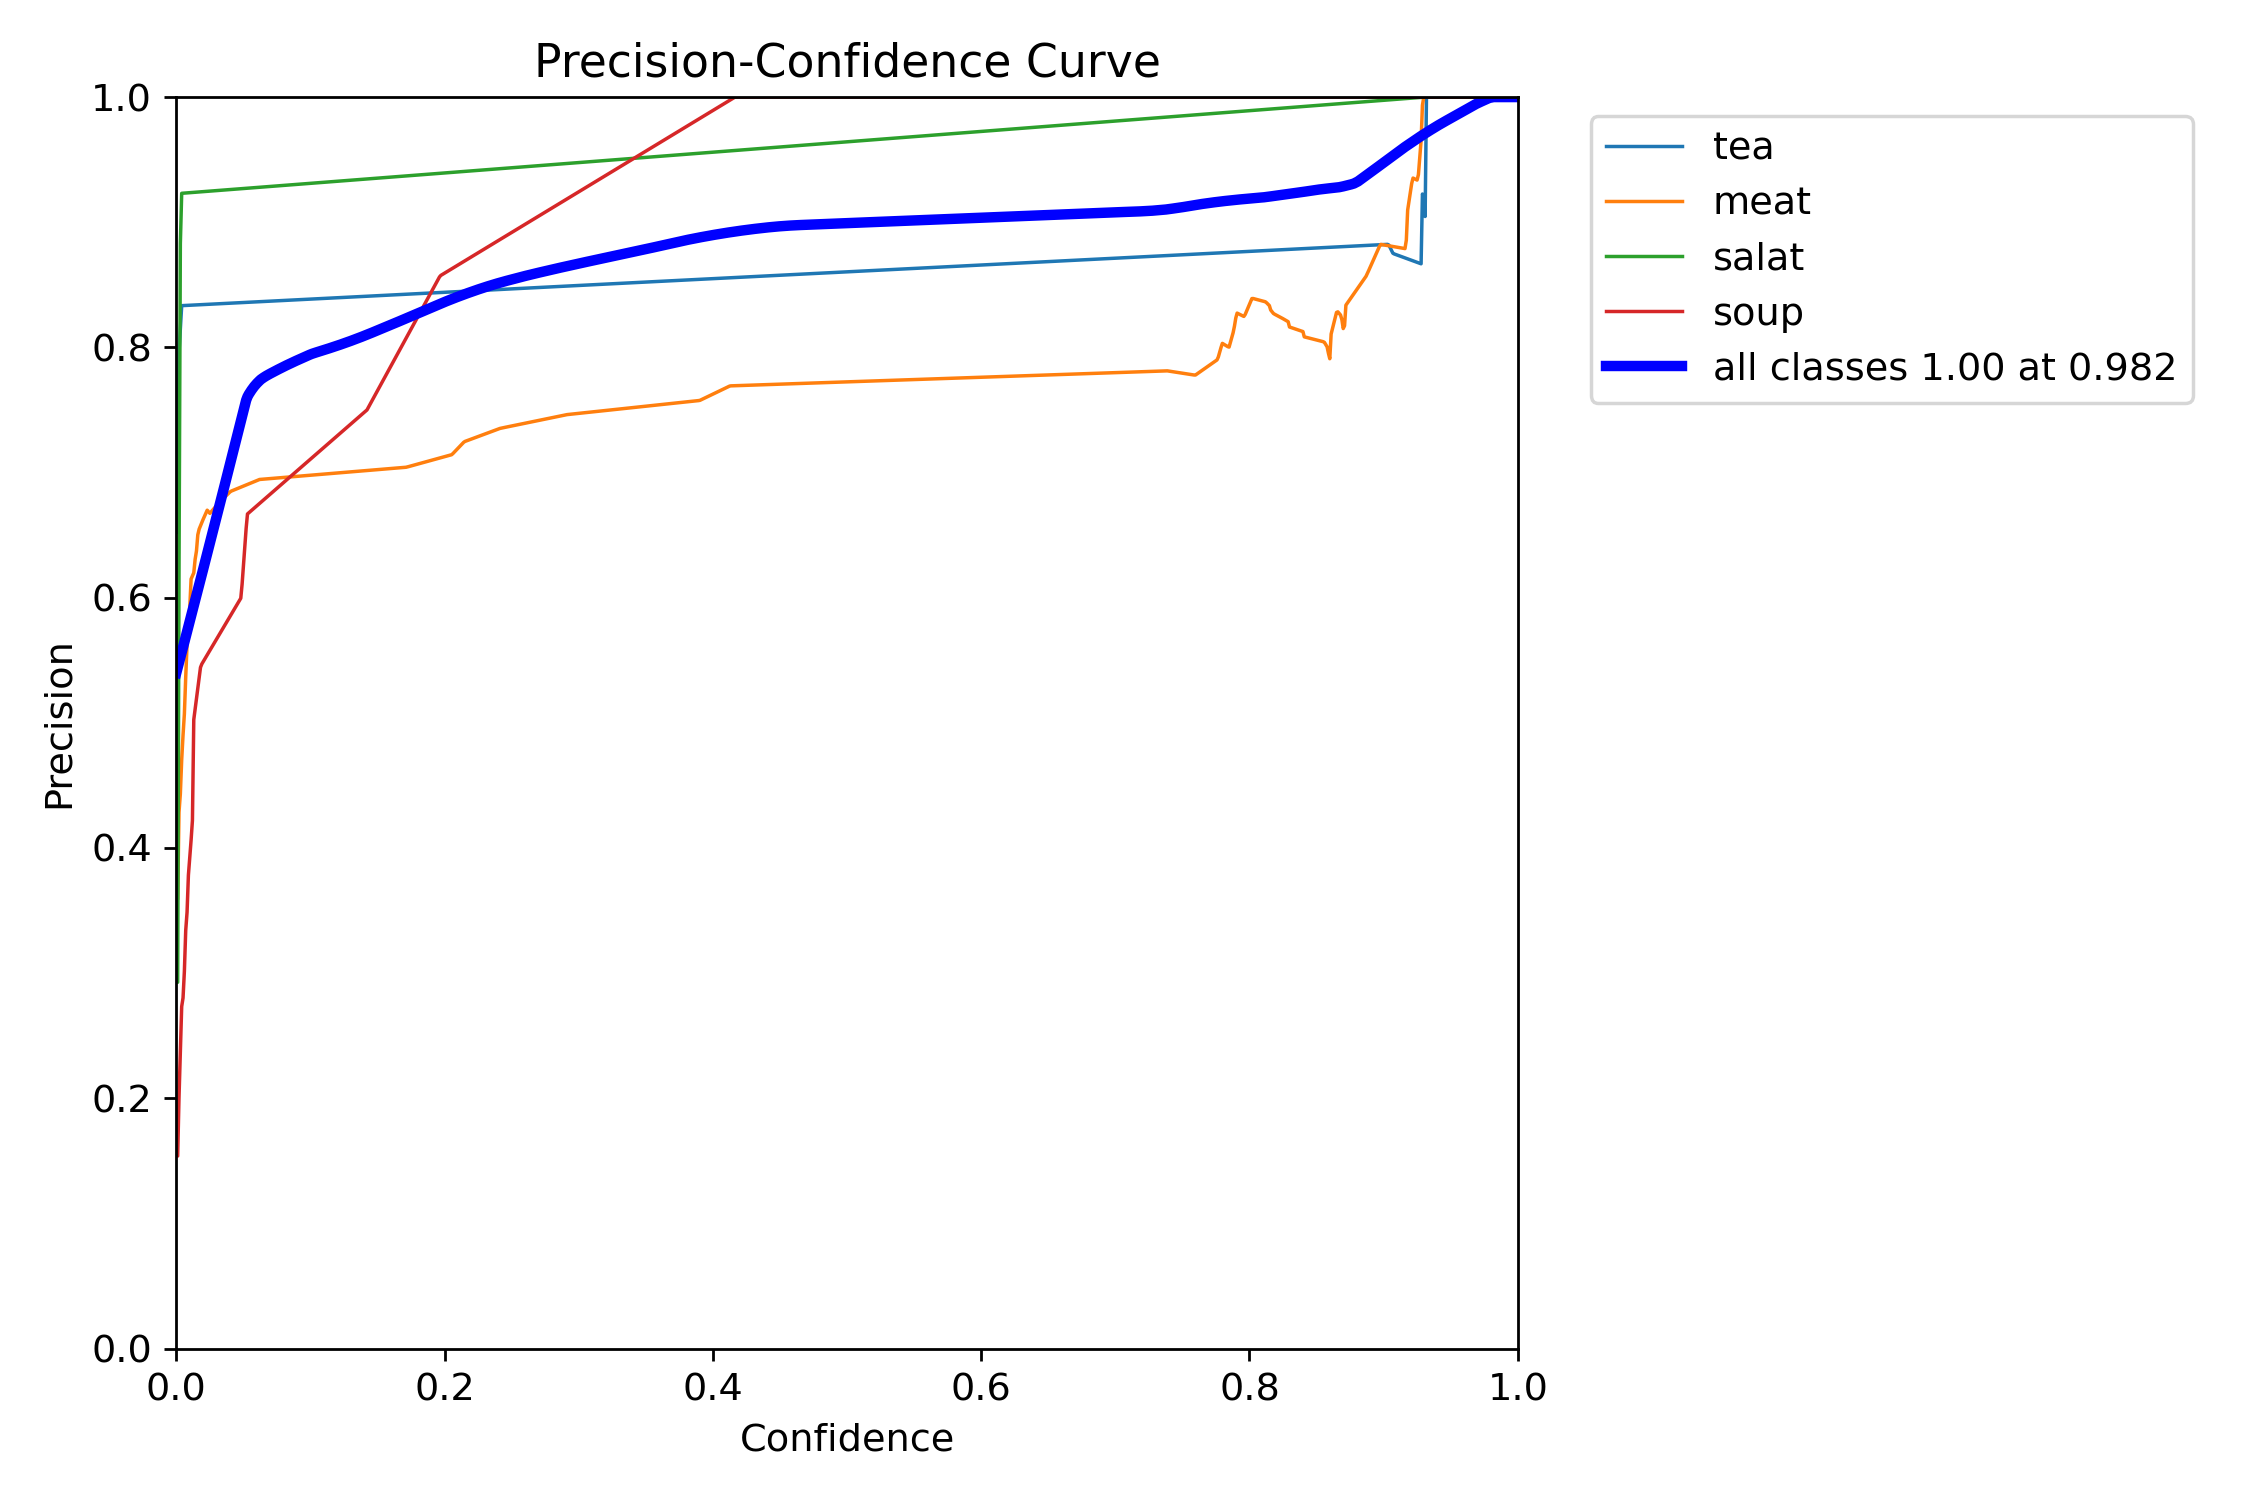 Precision-Confidence Curve
1.0
0.8
0.6
0.4
0.2
0.0
Precision
0.0 0.2 0.4 0.6 0.8 1.0
Confidence
tea
meat
salat
soup
all classes 1.00 at 0.982